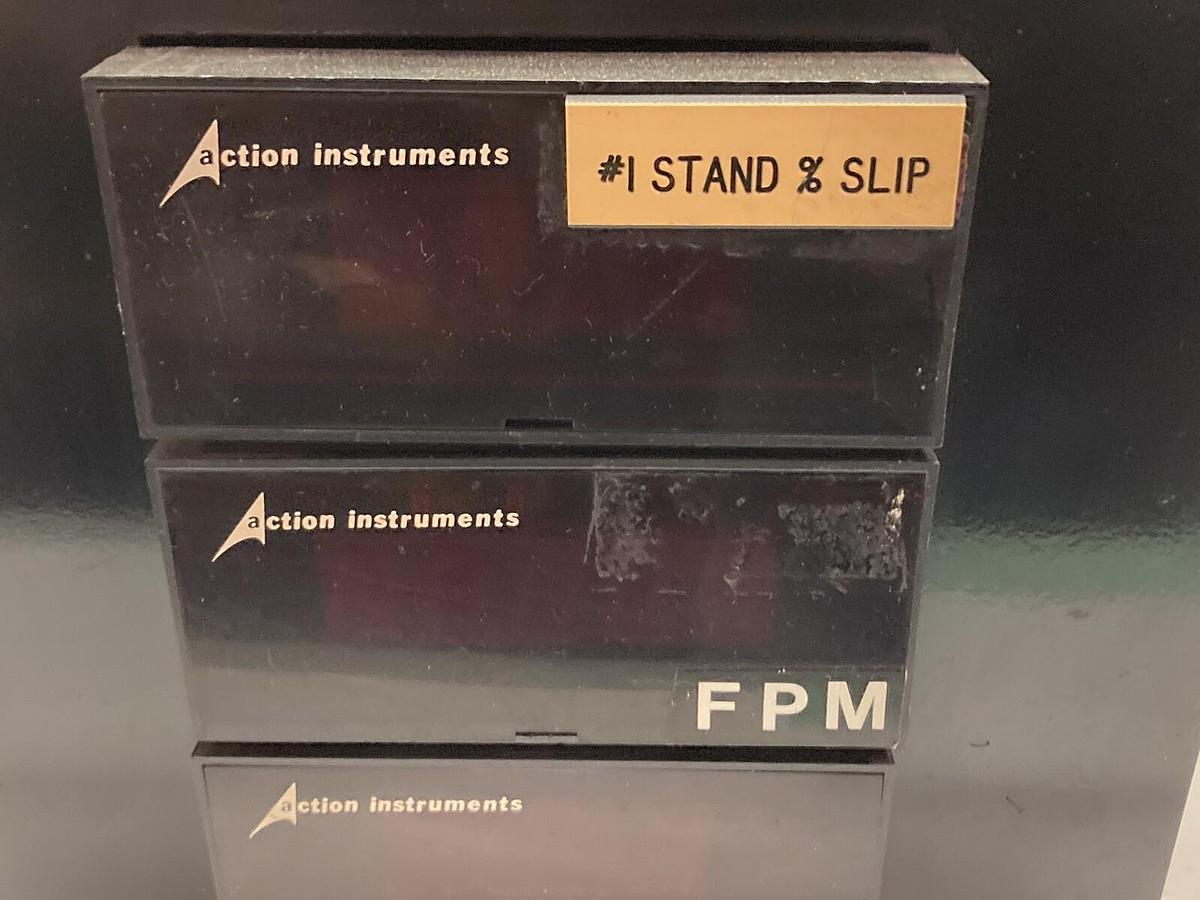 action instruments
#1 STAND % SLIP
action instruments
FPM
action instruments